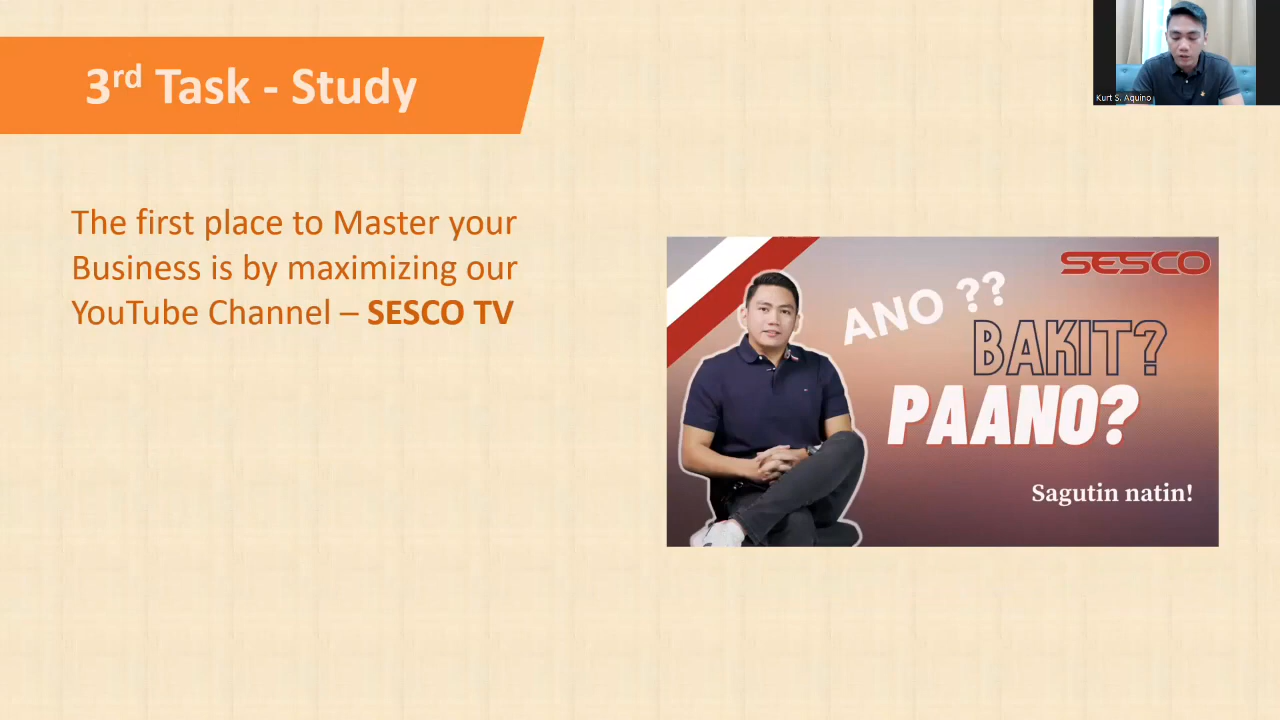 3rd Task - Study
Kurt S. Aquino
The first place to Master your
Business is by maximizing our
YouTube Channel – SESCO TV
SESCO
ANO ??
BAKIT?
PAANO?
Sagutin natin!